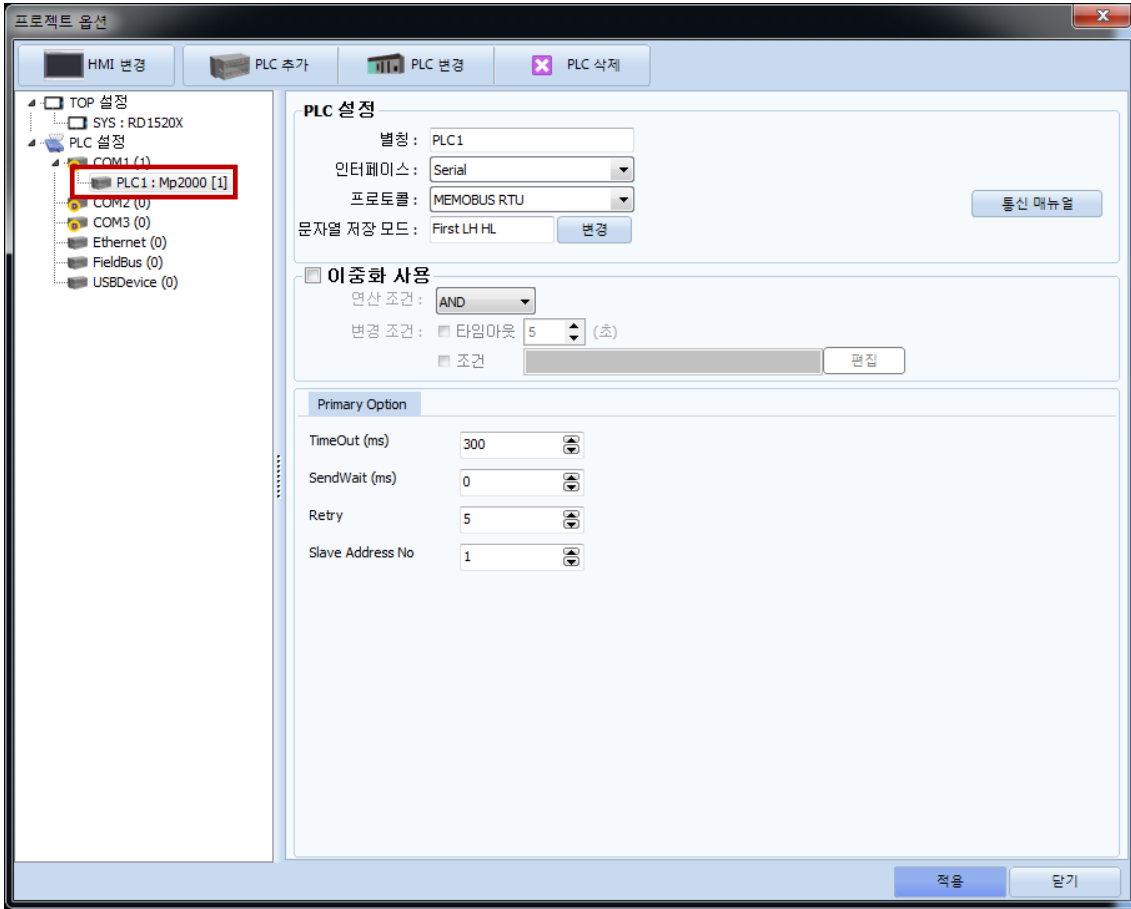 프로젝트 옵션
HMI 변경 PLC 추가 PLC 변경 PLC 삭제
TOP 설정
SYS : RD1520X
PLC 설정
COM1 (1)
PLC1 : Mp2000 [1]
COM2 (0)
COM3 (0)
Ethernet (0)
FieldBus (0)
USBDevice (0)
PLC 설정
별칭 : PLC1
인터페이스 : Serial
프로토콜 : MEMOBUS RTU
통신 매뉴얼
문자열 저장 모드 : First LH HL 변경
이중화 사용
연산 조건 : AND
변경 조건 : 타임아웃 5 (초)
조건 편집
Primary Option
TimeOut (ms) 300
SendWait (ms) 0
Retry 5
Slave Address No 1
적용 닫기